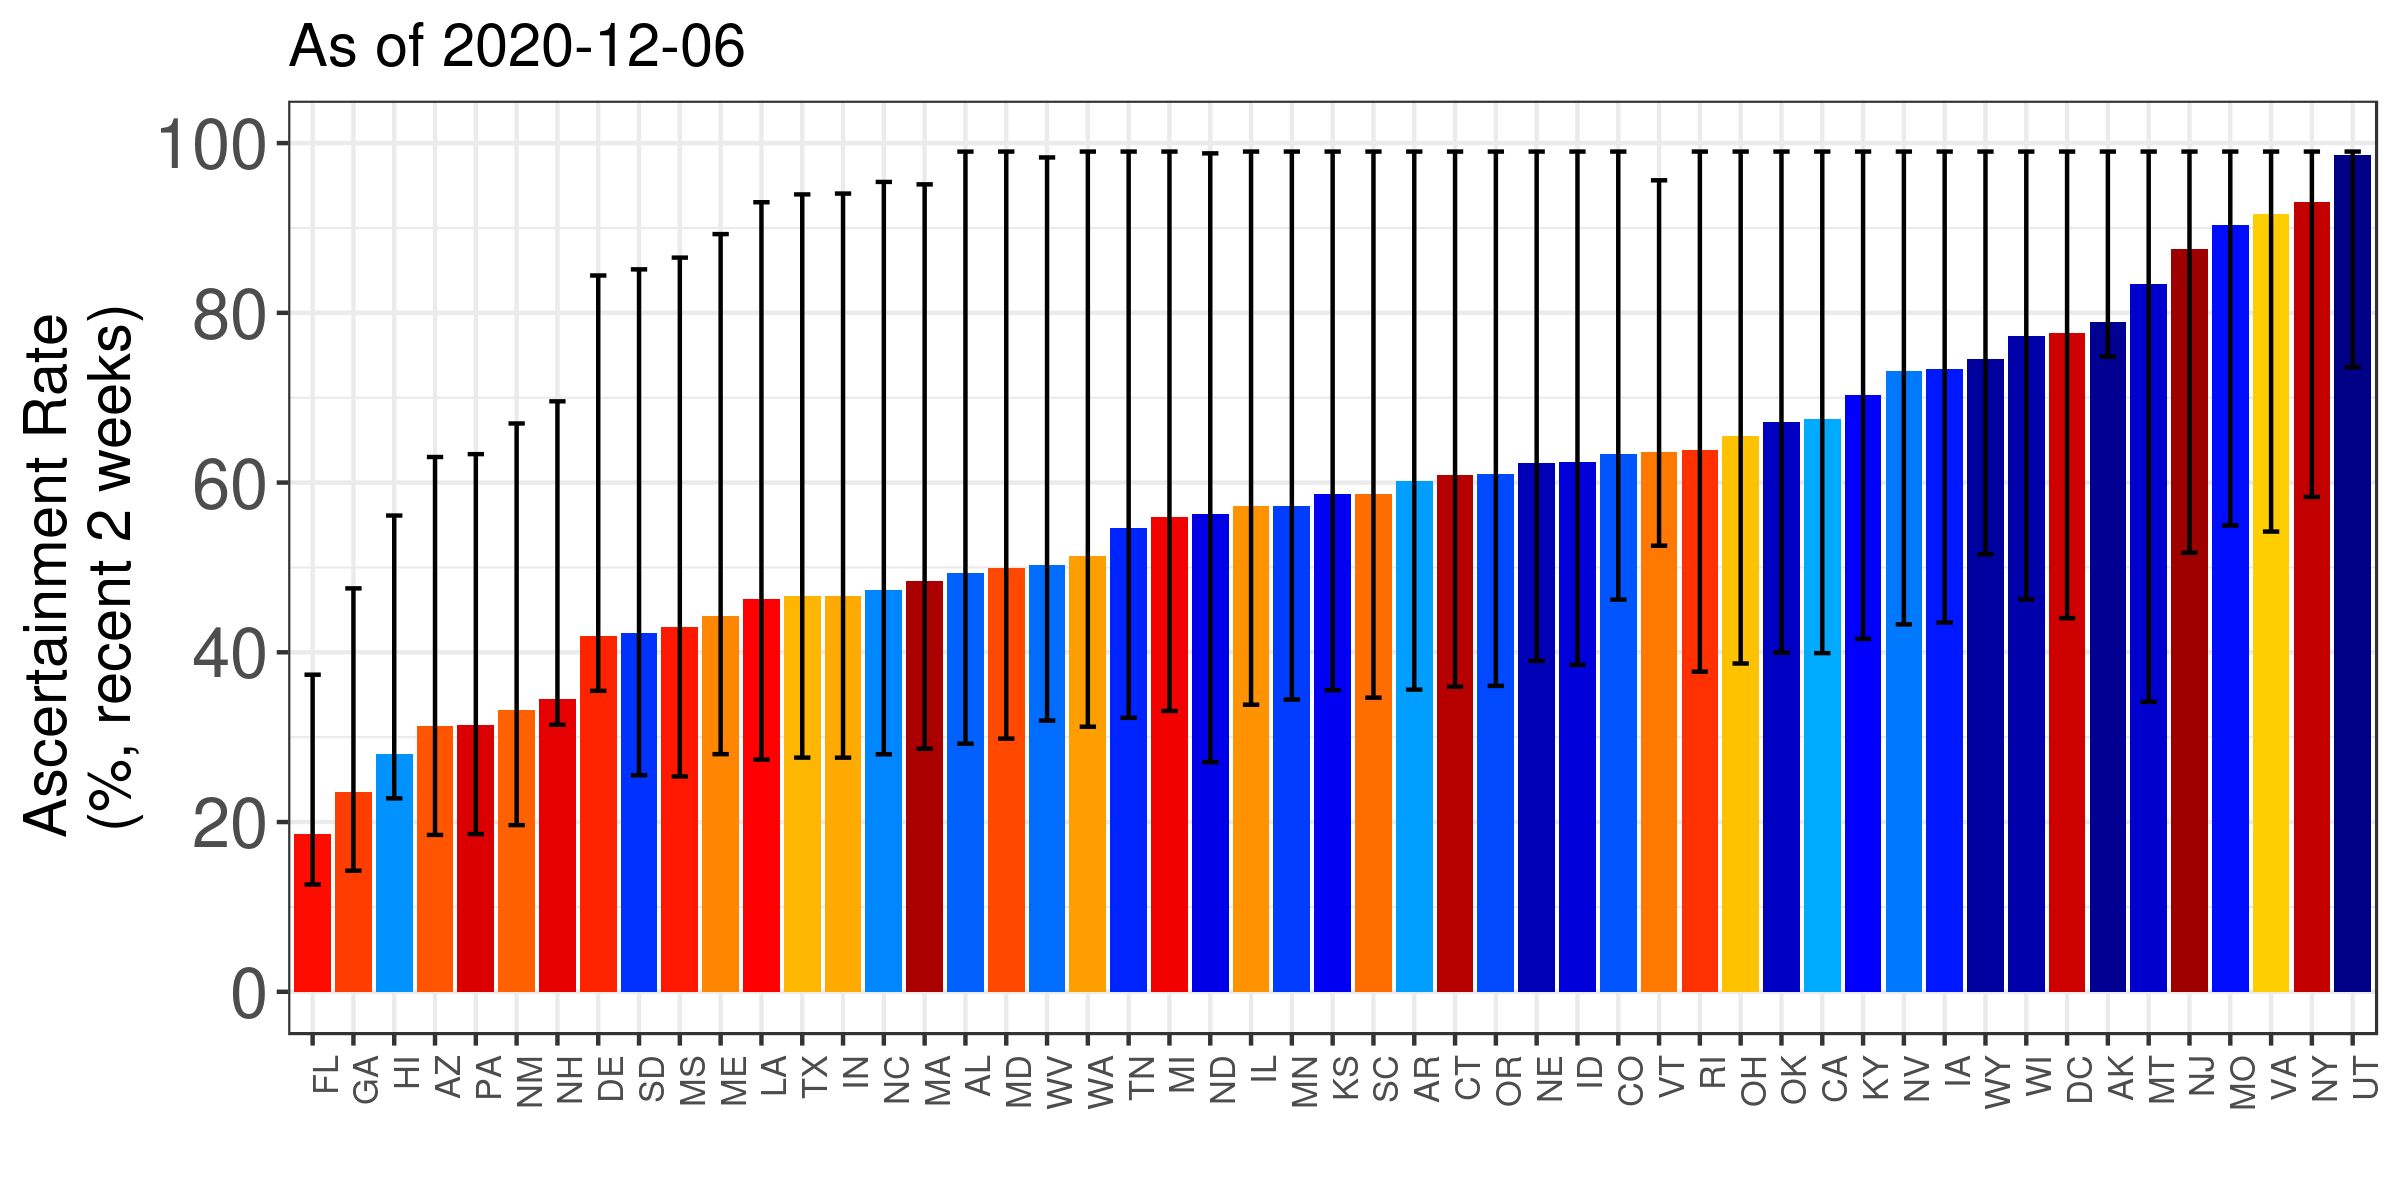 As of 2020-12-06
Ascertainment Rate
(%, recent 2 weeks)
100
80
60
40
20
0
FL GA HI AZ PA NM NH DE SD MS ME LA TX IN NC MA AL MD WV WA TN MI ND IL MN KS SC AR CT OR NE ID CO VT RI OH OK CA KY NV IA WY WI DC AK MT NJ MO VA NY UT